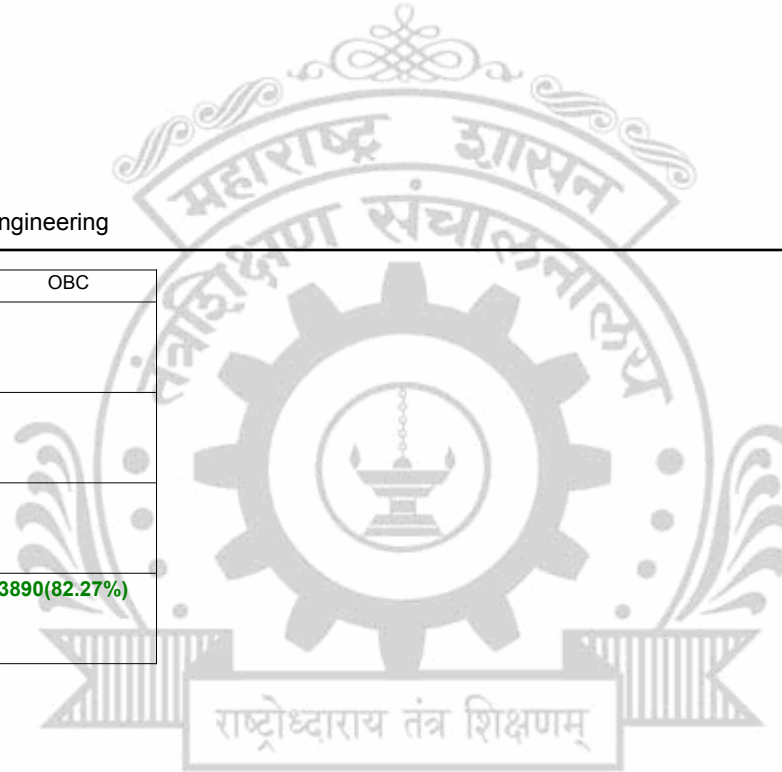 महाराष्ट्र शासन
तंत्रशिक्षण संचालनालय
ngineering
OBC
3890(82.27%)
राष्ट्रोध्दाराय तंत्र शिक्षणम्